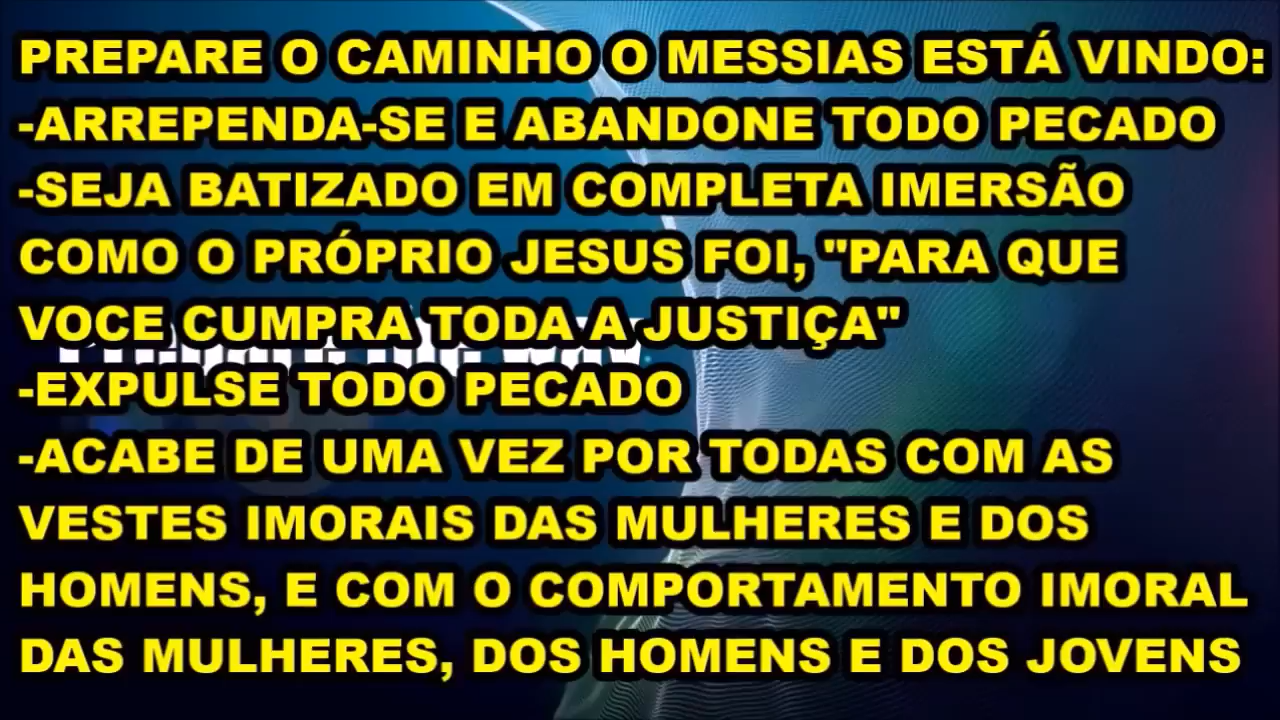 PREPARE O CAMINHO O MESSIAS ESTÁ VINDO:
-ARREPENDA-SE E ABANDONE TODO PECADO
-SEJA BATIZADO EM COMPLETA IMERSÃO
COMO O PRÓPRIO JESUS FOI, "PARA QUE
VOCE CUMPRA TODA A JUSTIÇA"
-EXPULSE TODO PECADO
-ACABE DE UMA VEZ POR TODAS COM AS
VESTES IMORAIS DAS MULHERES E DOS
HOMENS, E COM O COMPORTAMENTO IMORAL
DAS MULHERES, DOS HOMENS E DOS JOVENS